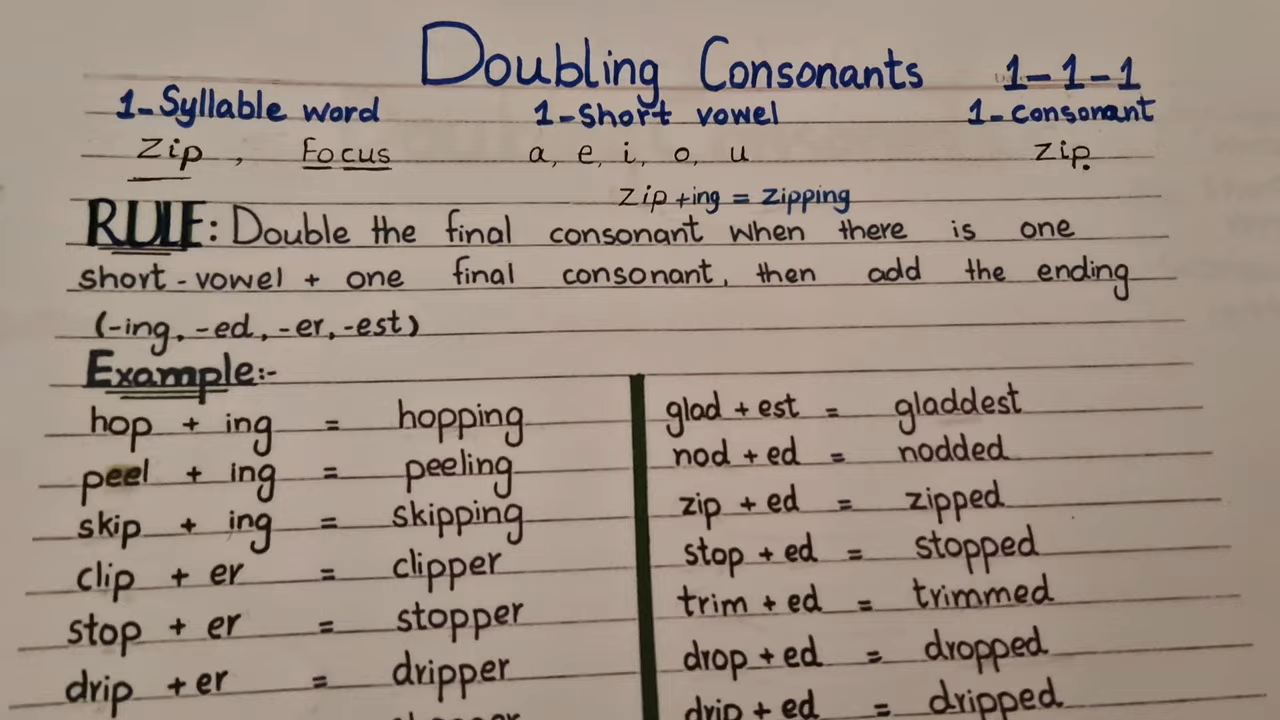 Doubling Consonants 1-1-1
1-Syllable word 1-Short vowel 1-consonant
Zip, Focus a, e, i, o, u Zip
Zip+ing = Zipping
RULE: Double the final consonant when there is one
short-vowel + one final consonant, then add the ending
(-ing, -ed, -er, -est)
Example:-
hop + ing = hopping
peel + ing = peeling
skip + ing = skipping
clip + er = clipper
stop + er = stopper
drip + er = dripper
glad + est = gladdest
nod + ed = nodded
zip + ed = zipped
stop + ed = stopped
trim + ed = trimmed
drop + ed = dropped
drip + ed = dripped